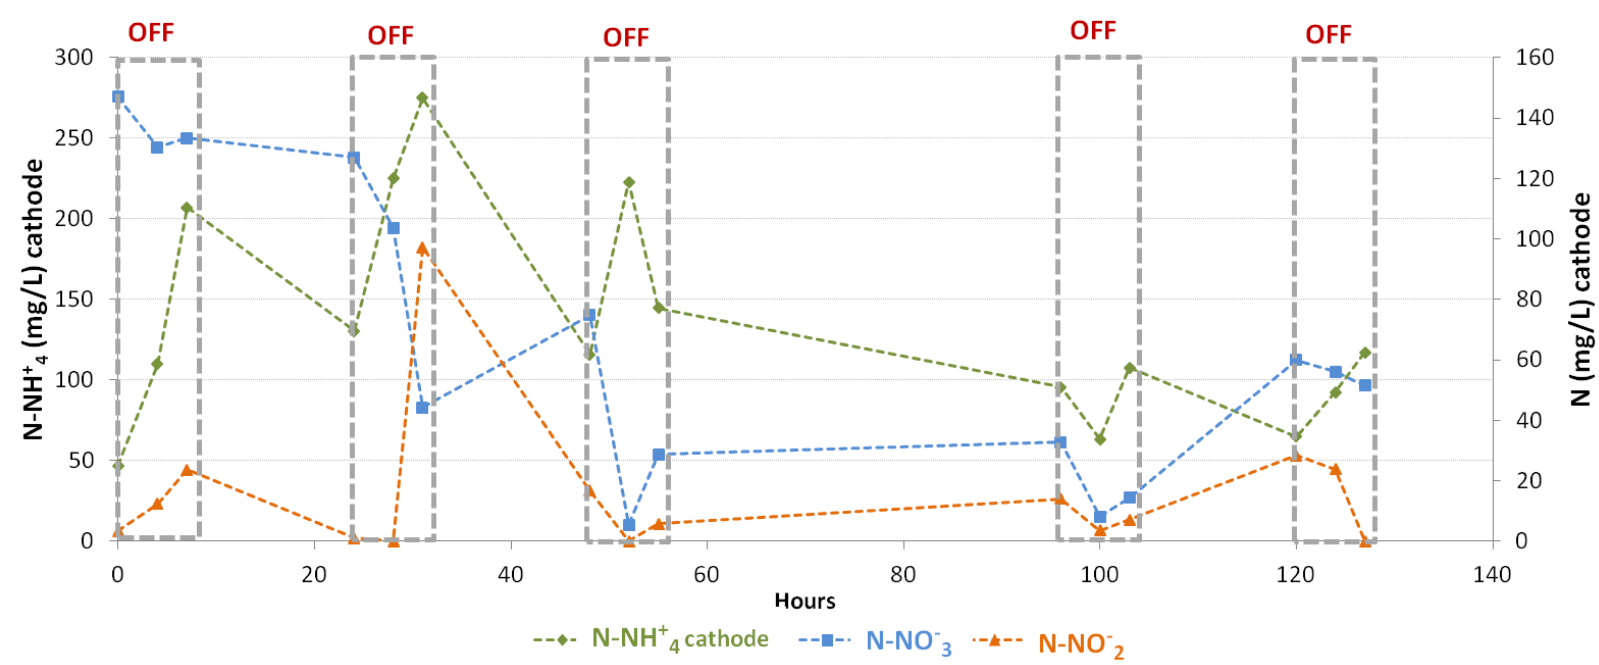 OFF OFF OFF OFF OFF
300 160
250 140
200 120
150 100
100 80
50 60
0 40
20
0
N-NH⁺₄ (mg/L) cathode
N (mg/L) cathode
0 20 40 60 80 100 120 140
Hours
N-NH⁺₄ cathode N-NO⁻₃ N-NO⁻₂